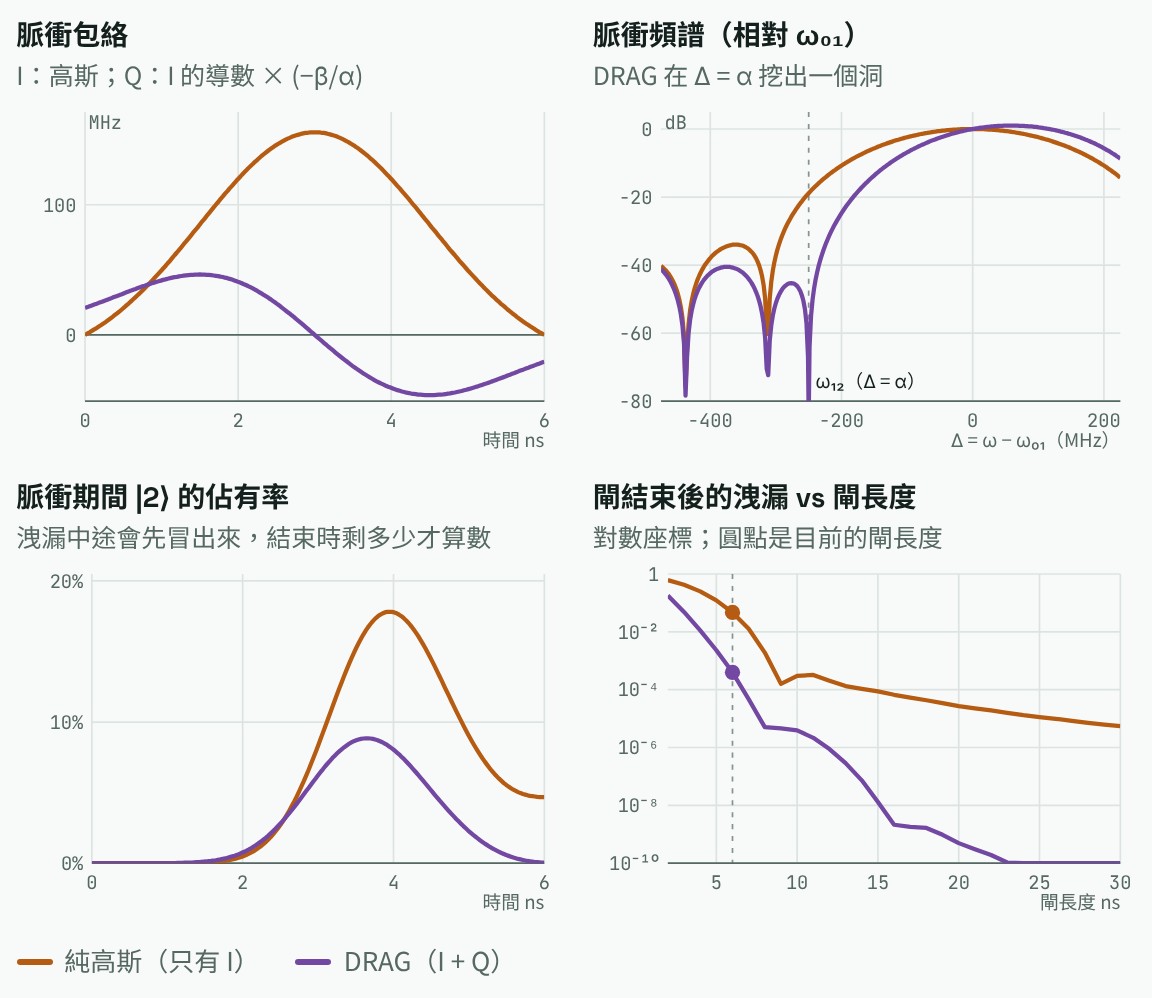 脈衝包絡
I：高斯；Q：I 的導數 × (−β/α)
MHz
100
0
0 2 4 6
時間 ns
脈衝頻譜（相對 ω₀₁）
DRAG 在 Δ = α 挖出一個洞
0 dB
-20
-40
-60
-80
ω₁₂（Δ = α）
-400 -200 0 200
Δ = ω − ω₀₁（MHz）
脈衝期間 |2⟩ 的佔有率
洩漏中途會先冒出來，結束時剩多少才算數
20%
10%
0%
0 2 4 6
時間 ns
閘結束後的洩漏 vs 閘長度
對數座標；圓點是目前的閘長度
1
10⁻²
10⁻⁴
10⁻⁶
10⁻⁸
10⁻¹⁰
5 10 15 20 25 30
閘長度 ns
純高斯（只有 I）
DRAG（I + Q）